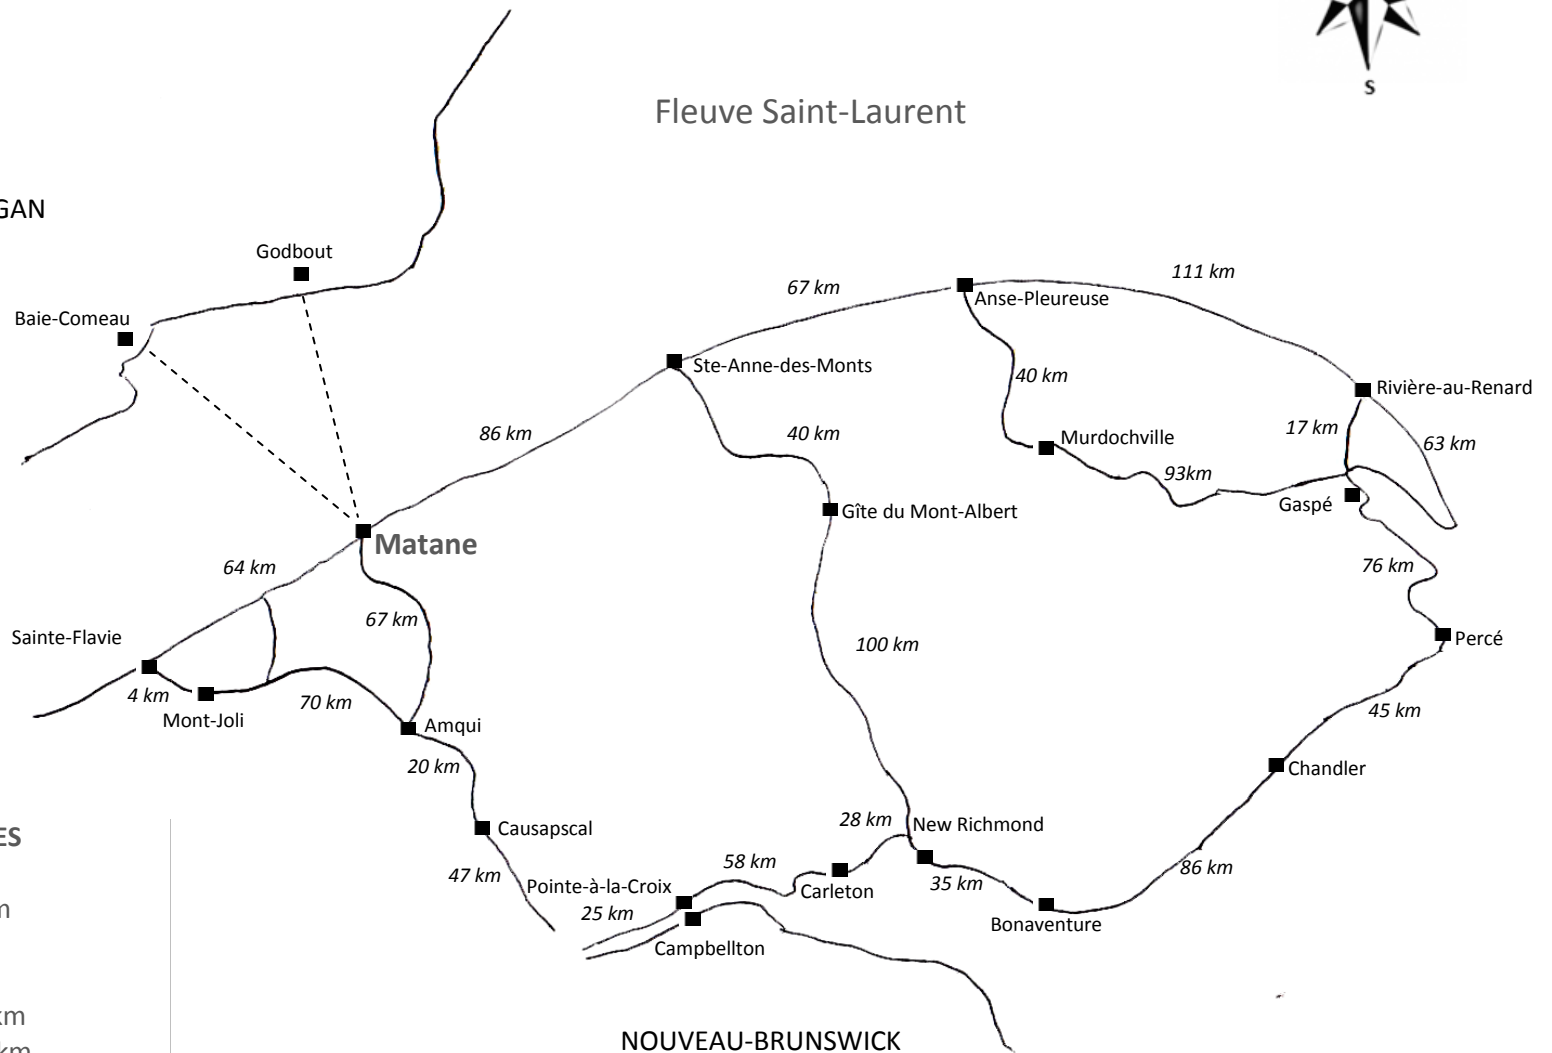 S
Fleuve Saint-Laurent
GAN
Godbout
Baie-Comeau
67 km
111 km
Anse-Pleureuse
Ste-Anne-des-Monts
40 km
Rivière-au-Renard
86 km
40 km
Murdochville
17 km
63 km
93km
Gaspé
Gîte du Mont-Albert
Matane
64 km
76 km
67 km
Sainte-Flavie
100 km
Percé
4 km
Mont-Joli
70 km
Amqui
45 km
20 km
Chandler
Causapscal
28 km
New Richmond
ES
47 km
Pointe-à-la-Croix
58 km
Carleton
35 km
86 km
25 km
Bonaventure
m
Campbellton
km
NOUVEAU-BRUNSWICK
km